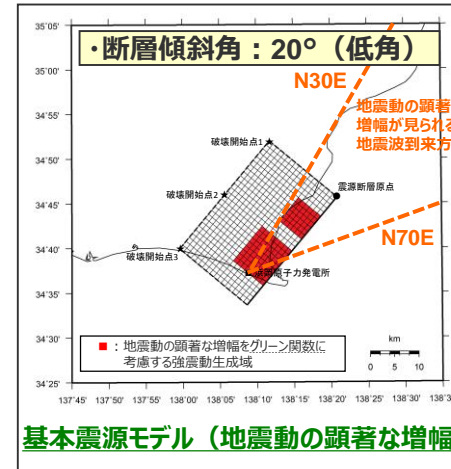 ・断層傾斜角：20°（低角）
N30E
地震動の顕著
増幅が見られる
地震波到来方
破壊開始点1
破壊開始点2
震源断層原点
N70E
破壊開始点3
浜岡原子力発電所
■：地震動の顕著な増幅をグリーン関数に
考慮する強震動生成域
km
0 5 10
35°05'
35°00'
34°55'
34°50'
34°45'
34°40'
34°35'
34°30'
34°25'
137°45' 137°50' 137°55' 138°00' 138°05' 138°10' 138°15' 138°20' 138°25' 138°30' 138°3
基本震源モデル（地震動の顕著な増幅